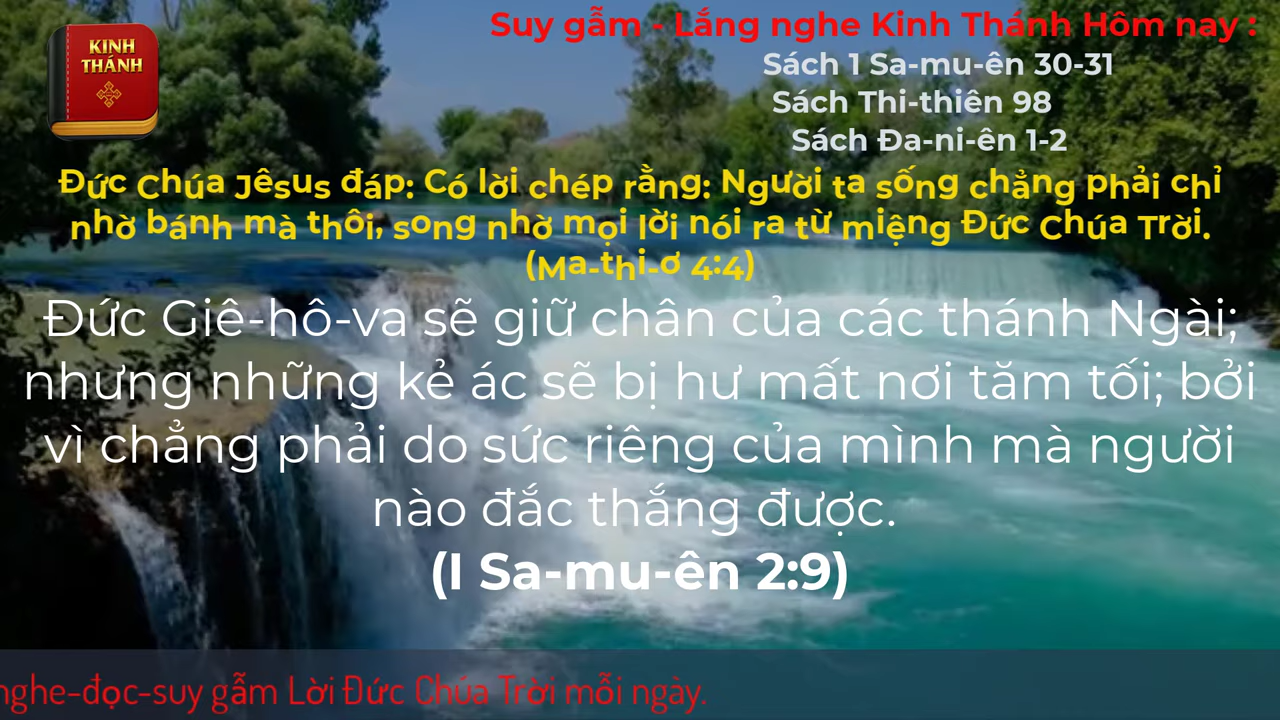 KINH
THÁNH
Suy gẫm - Lắng nghe Kinh Thánh Hôm nay :
Sách 1 Sa-mu-ên 30-31
Sách Thi-thiên 98
Sách Đa-ni-ên 1-2
Đức Chúa Jêsus đáp: Có lời chép rằng: Người ta sống chẳng phải chỉ
nhờ bánh mà thôi, song nhờ mọi lời nói ra từ miệng Đức Chúa Trời.
(Ma-thi-ơ 4:4)
Đức Giê-hô-va sẽ giữ chân của các thánh Ngài;
nhưng những kẻ ác sẽ bị hư mất nơi tăm tối; bởi
vì chẳng phải do sức riêng của mình mà người
nào đắc thắng được.
(I Sa-mu-ên 2:9)
nghe-đọc-suy gẫm Lời Đức Chúa Trời mỗi ngày.